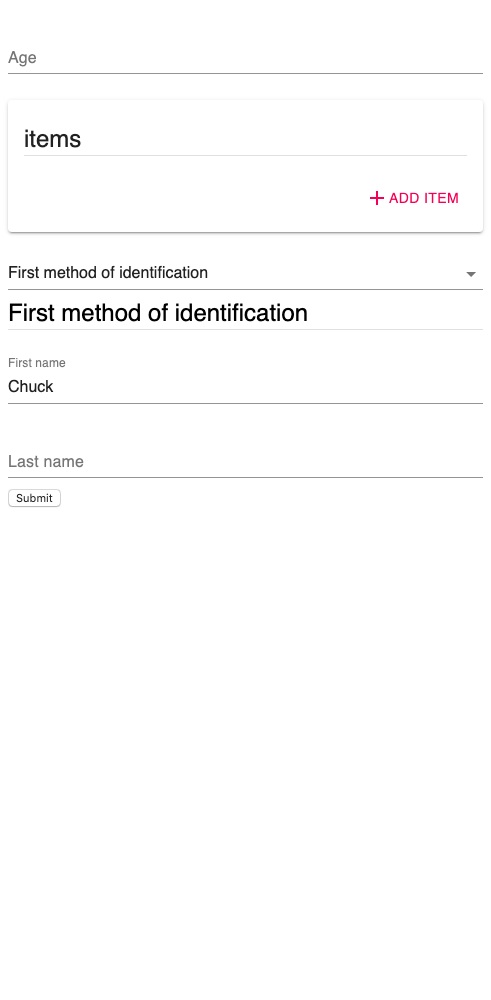 Age
items
ADD ITEM
First method of identification
First method of identification
First name
Chuck
Last name
Submit